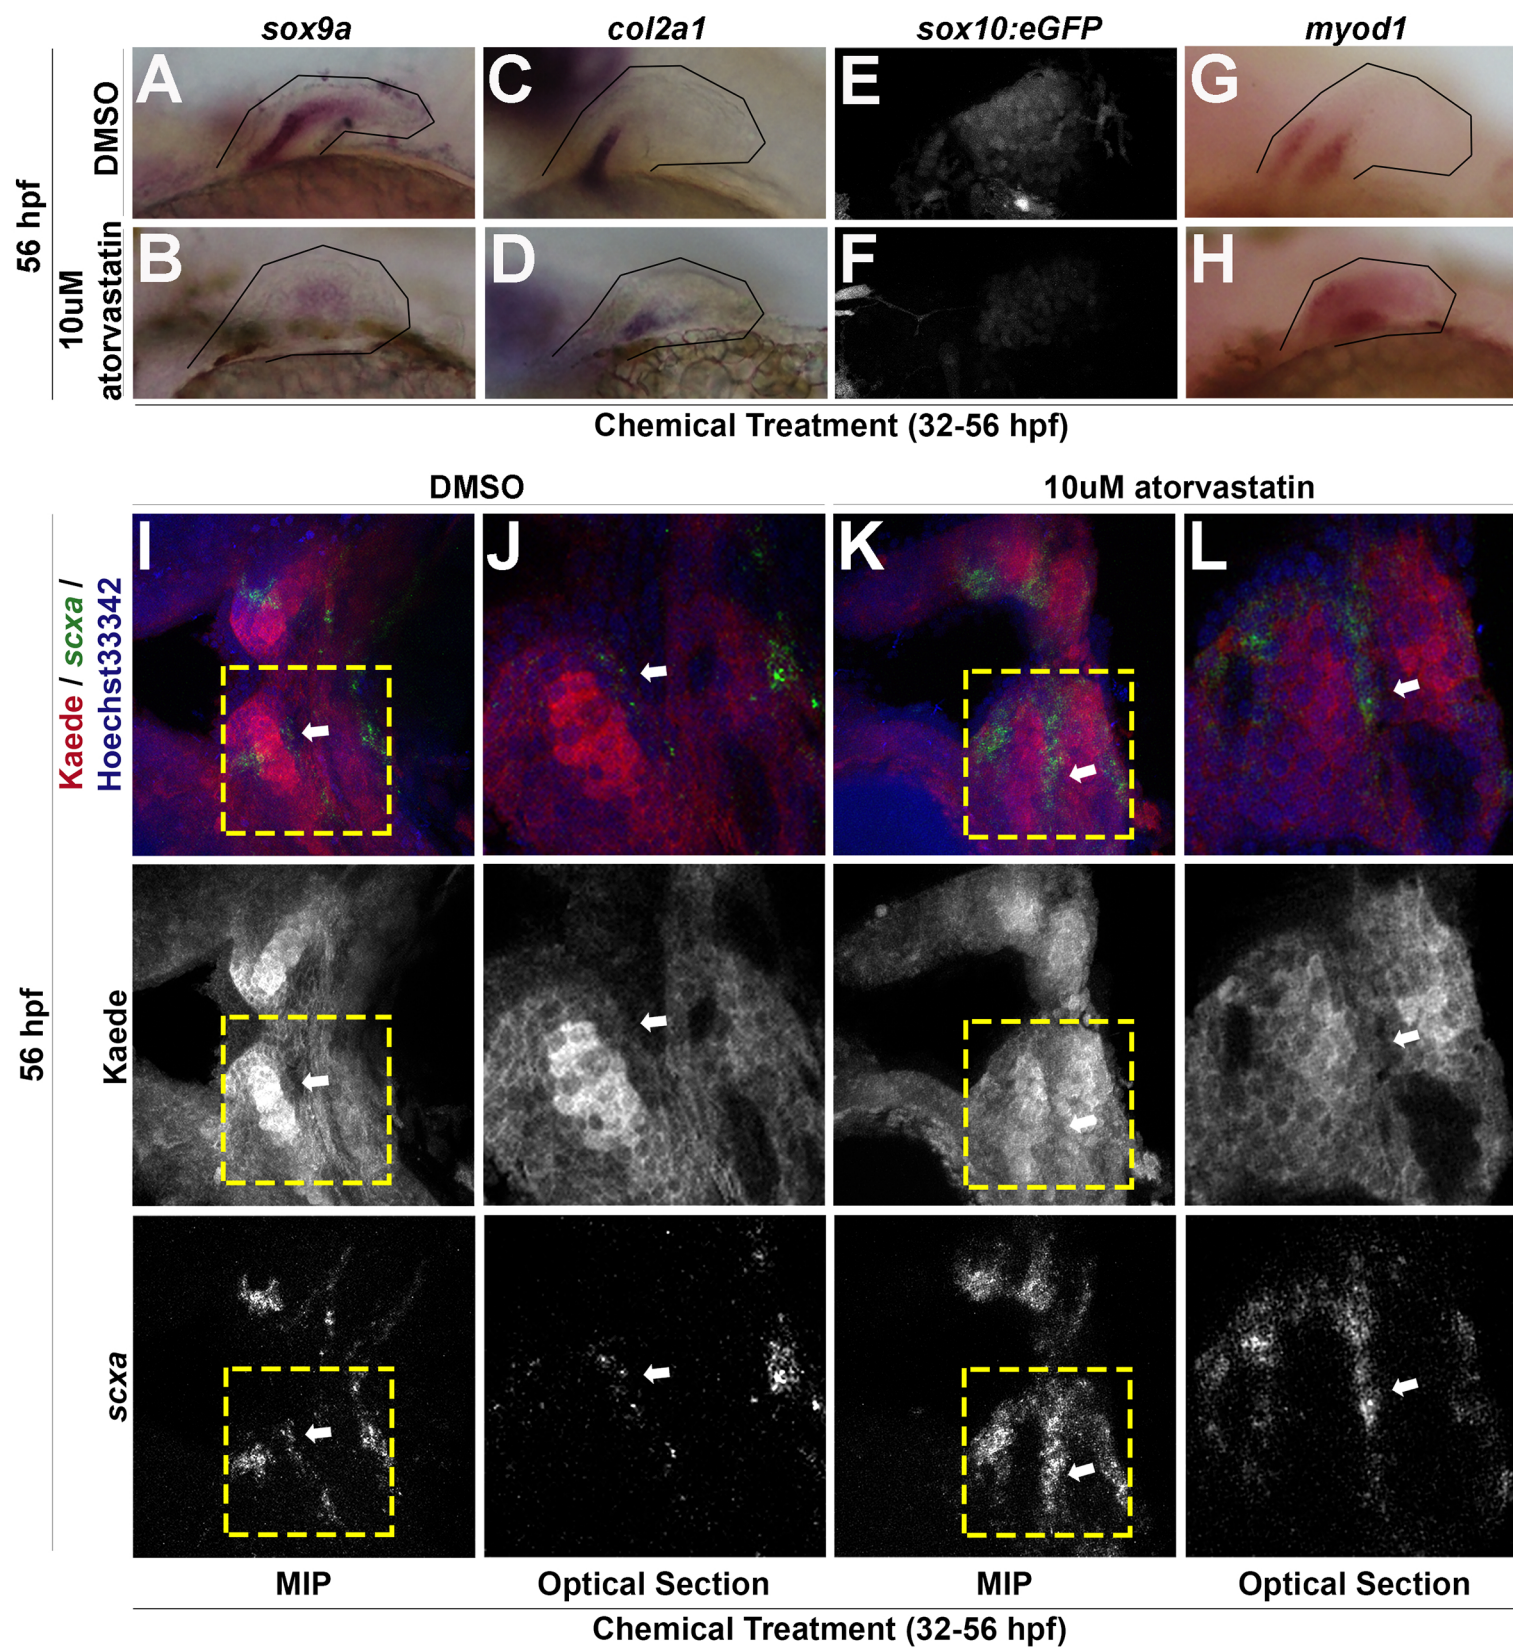 sox9a
col2a1
sox10:eGFP
myod1
56 hpf
DMSO
A
C
E
G
10uM
atorvastatin
B
D
F
H
Chemical Treatment (32-56 hpf)
DMSO
10uM atorvastatin
56 hpf
Kaede / scxa /
Hoechst33342
I
J
K
L
Kaede
scxa
MIP
Optical Section
MIP
Optical Section
Chemical Treatment (32-56 hpf)